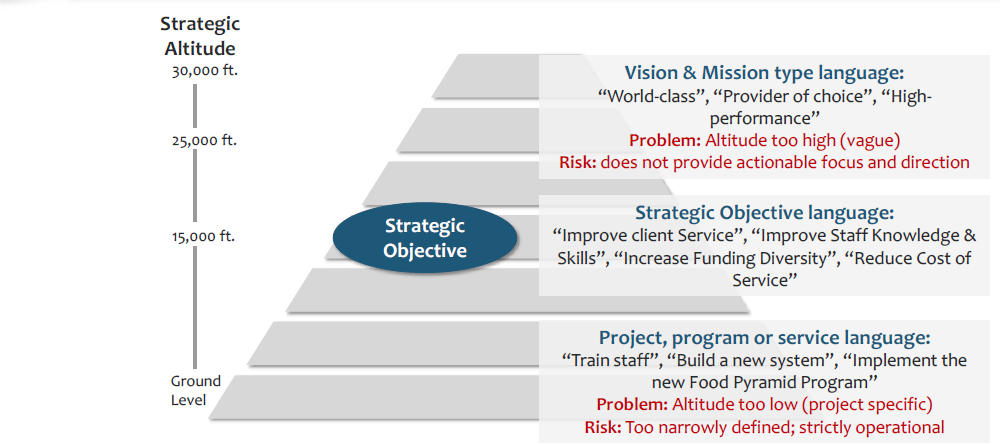 Strategic
Altitude
30,000 ft.
25,000 ft.
15,000 ft.
Ground
Level
Strategic
Objective
Vision & Mission type language:
“World-class”, “Provider of choice”, “High-
performance”
Problem: Altitude too high (vague)
Risk: does not provide actionable focus and direction
Strategic Objective language:
“Improve client Service”, “Improve Staff Knowledge &
Skills”, “Increase Funding Diversity”, “Reduce Cost of
Service”
Project, program or service language:
“Train staff”, “Build a new system”, “Implement the
new Food Pyramid Program”
Problem: Altitude too low (project specific)
Risk: Too narrowly defined; strictly operational